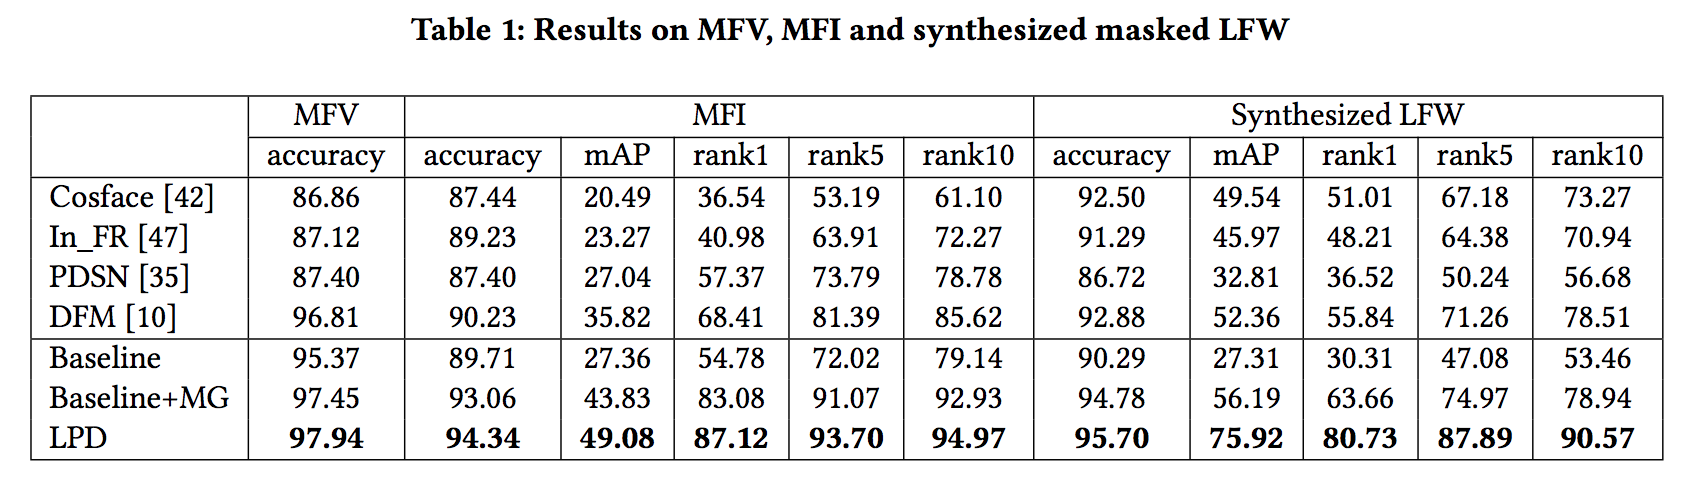 Table 1: Results on MFV, MFI and synthesized masked LFW
MFV MFI Synthesized LFW
accuracy accuracy mAP rank1 rank5 rank10 accuracy mAP rank1 rank5 rank10
Cosface [42] 86.86 87.44 20.49 36.54 53.19 61.10 92.50 49.54 51.01 67.18 73.27
In_FR [47] 87.12 89.23 23.27 40.98 63.91 72.27 91.29 45.97 48.21 64.38 70.94
PDSN [35] 87.40 87.40 27.04 57.37 73.79 78.78 86.72 32.81 36.52 50.24 56.68
DFM [10] 96.81 90.23 35.82 68.41 81.39 85.62 92.88 52.36 55.84 71.26 78.51
Baseline 95.37 89.71 27.36 54.78 72.02 79.14 90.29 27.31 30.31 47.08 53.46
Baseline+MG 97.45 93.06 43.83 83.08 91.07 92.93 94.78 56.19 63.66 74.97 78.94
LPD 97.94 94.34 49.08 87.12 93.70 94.97 95.70 75.92 80.73 87.89 90.57